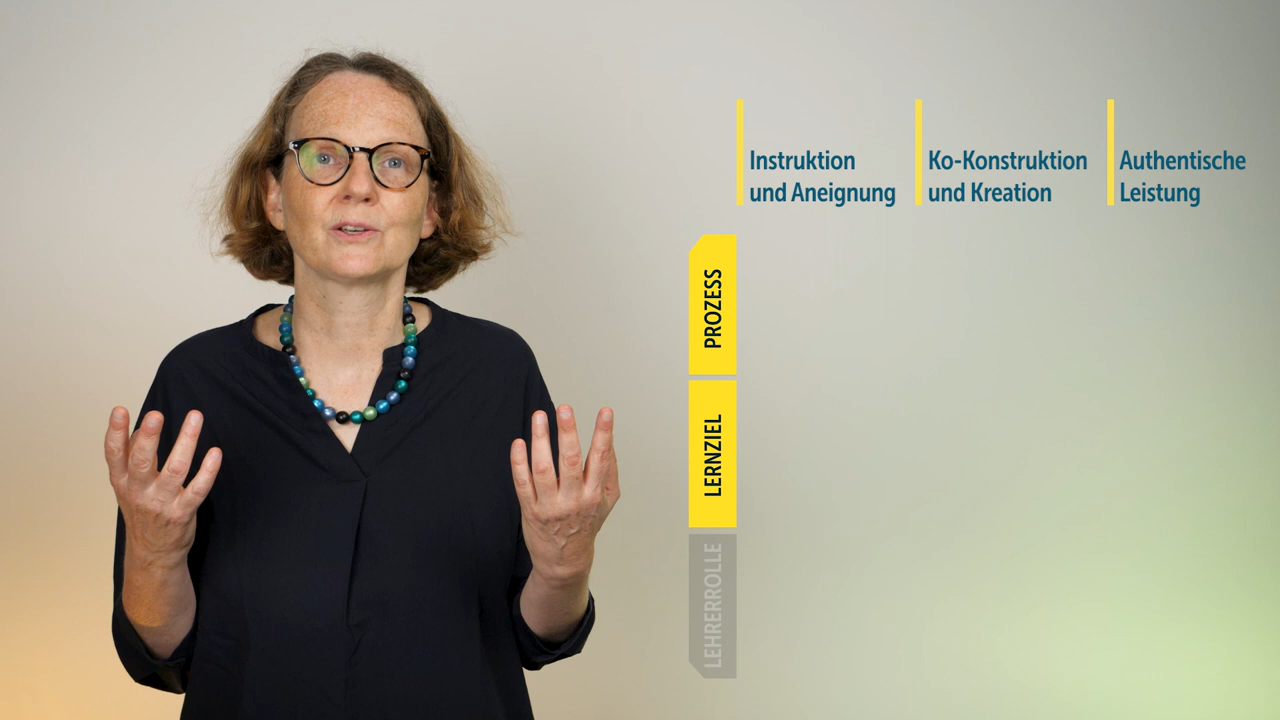 Instruktion
und Aneignung
Ko-Konstruktion
und Kreation
Authentische
Leistung
PROZESS
LERNZIEL
LEHRERROLLE